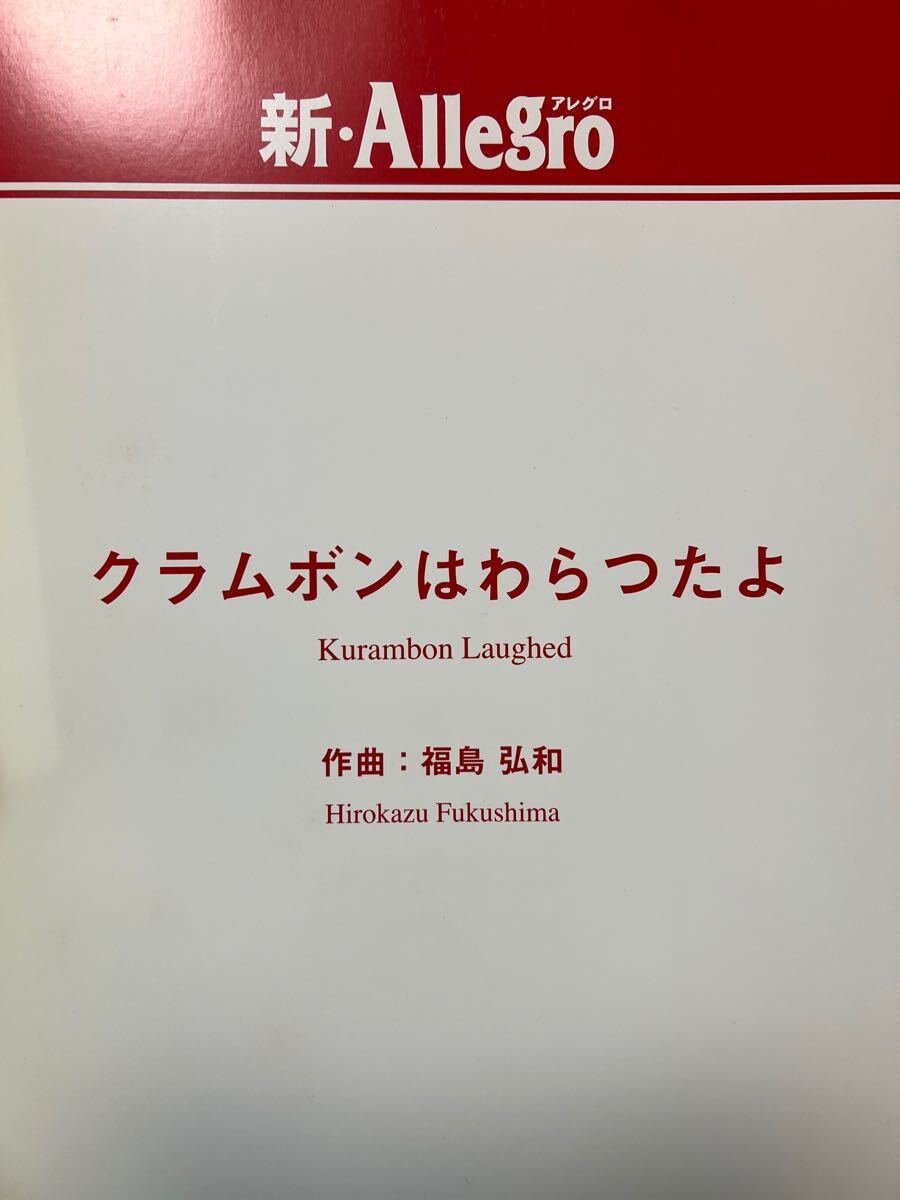 アレグロ
新・Allegro
クラムボンはわらつたよ
Kurambon Laughed
作曲：福島 弘和
Hirokazu Fukushima